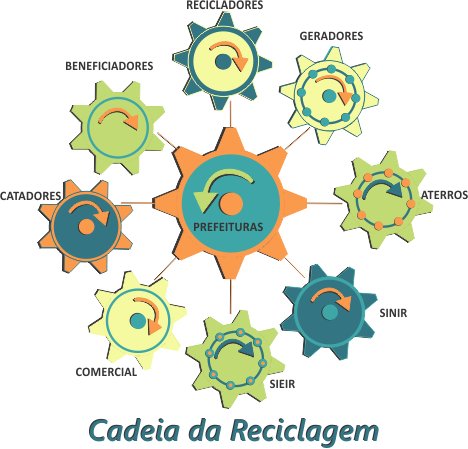 RECICLADORES
GERADORES
BENEFICIADORES
CATADORES
ATERROS
PREFEITURAS
SINIR
COMERCIAL
SIEIR
Cadeia da Reciclagem